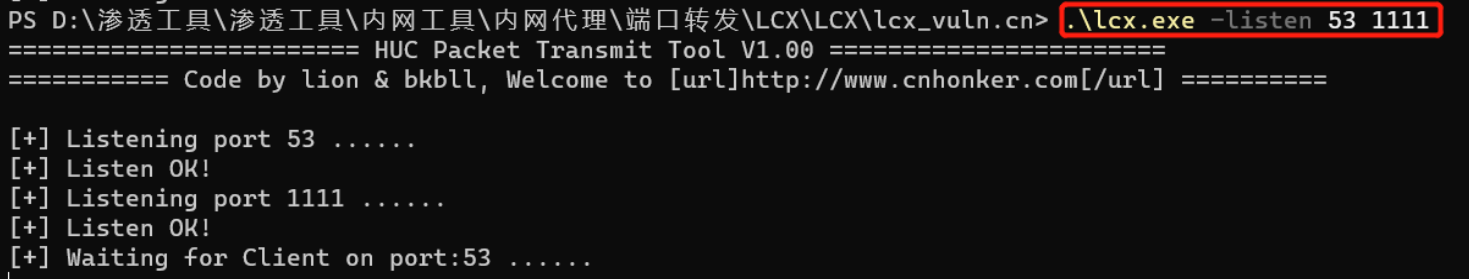 PS D:\渗透工具\渗透工具\内网工具\内网代理\端口转发\LCX\LCX\lcx_vuln.cn> .\lcx.exe -listen 53 1111
======================== HUC Packet Transmit Tool V1.00 =======================
=========== Code by lion & bkbll, Welcome to [url]http://www.cnhonker.com[/url] ==========
[+] Listening port 53 ......
[+] Listen OK!
[+] Listening port 1111 ......
[+] Listen OK!
[+] Waiting for Client on port:53 ......